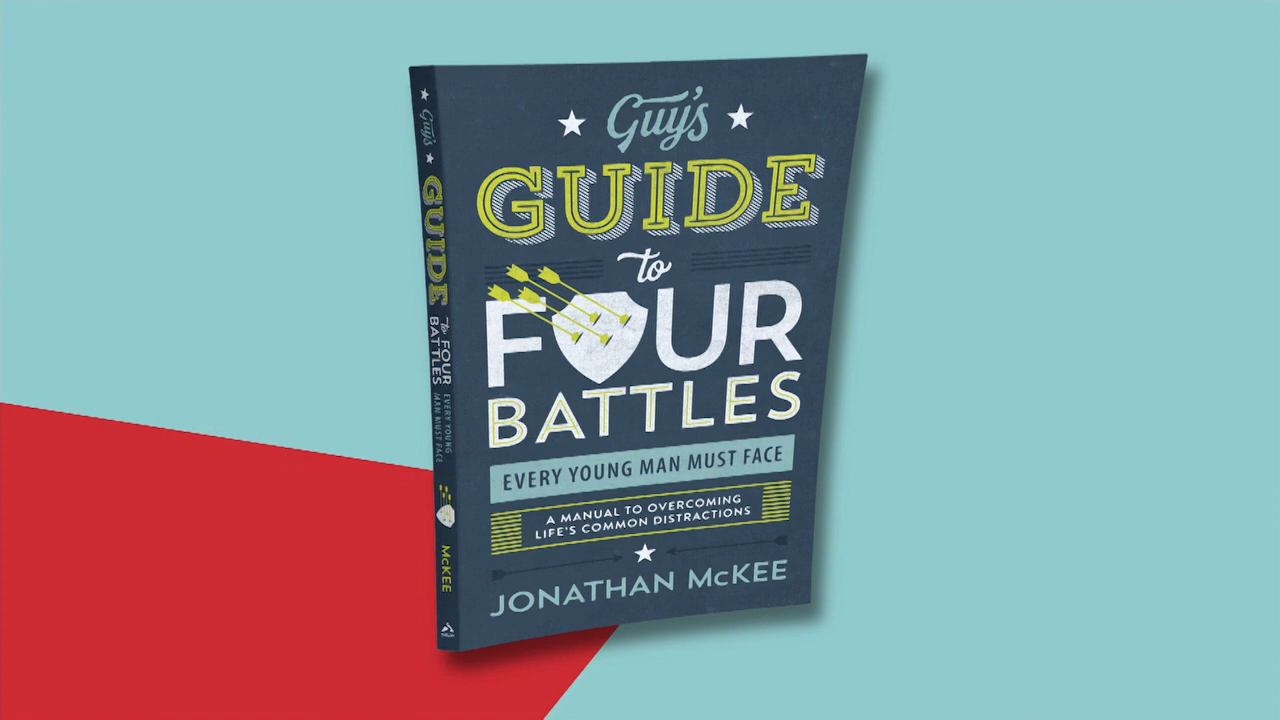 Guy's
GUIDE
to
FOUR
BATTLES
EVERY YOUNG MAN MUST FACE
A MANUAL TO OVERCOMING
LIFE'S COMMON DISTRACTIONS
JONATHAN McKEE
Guy's
GUIDE
to FOUR
BATTLES
EVERY YOUNG
MAN MUST FACE
McKEE